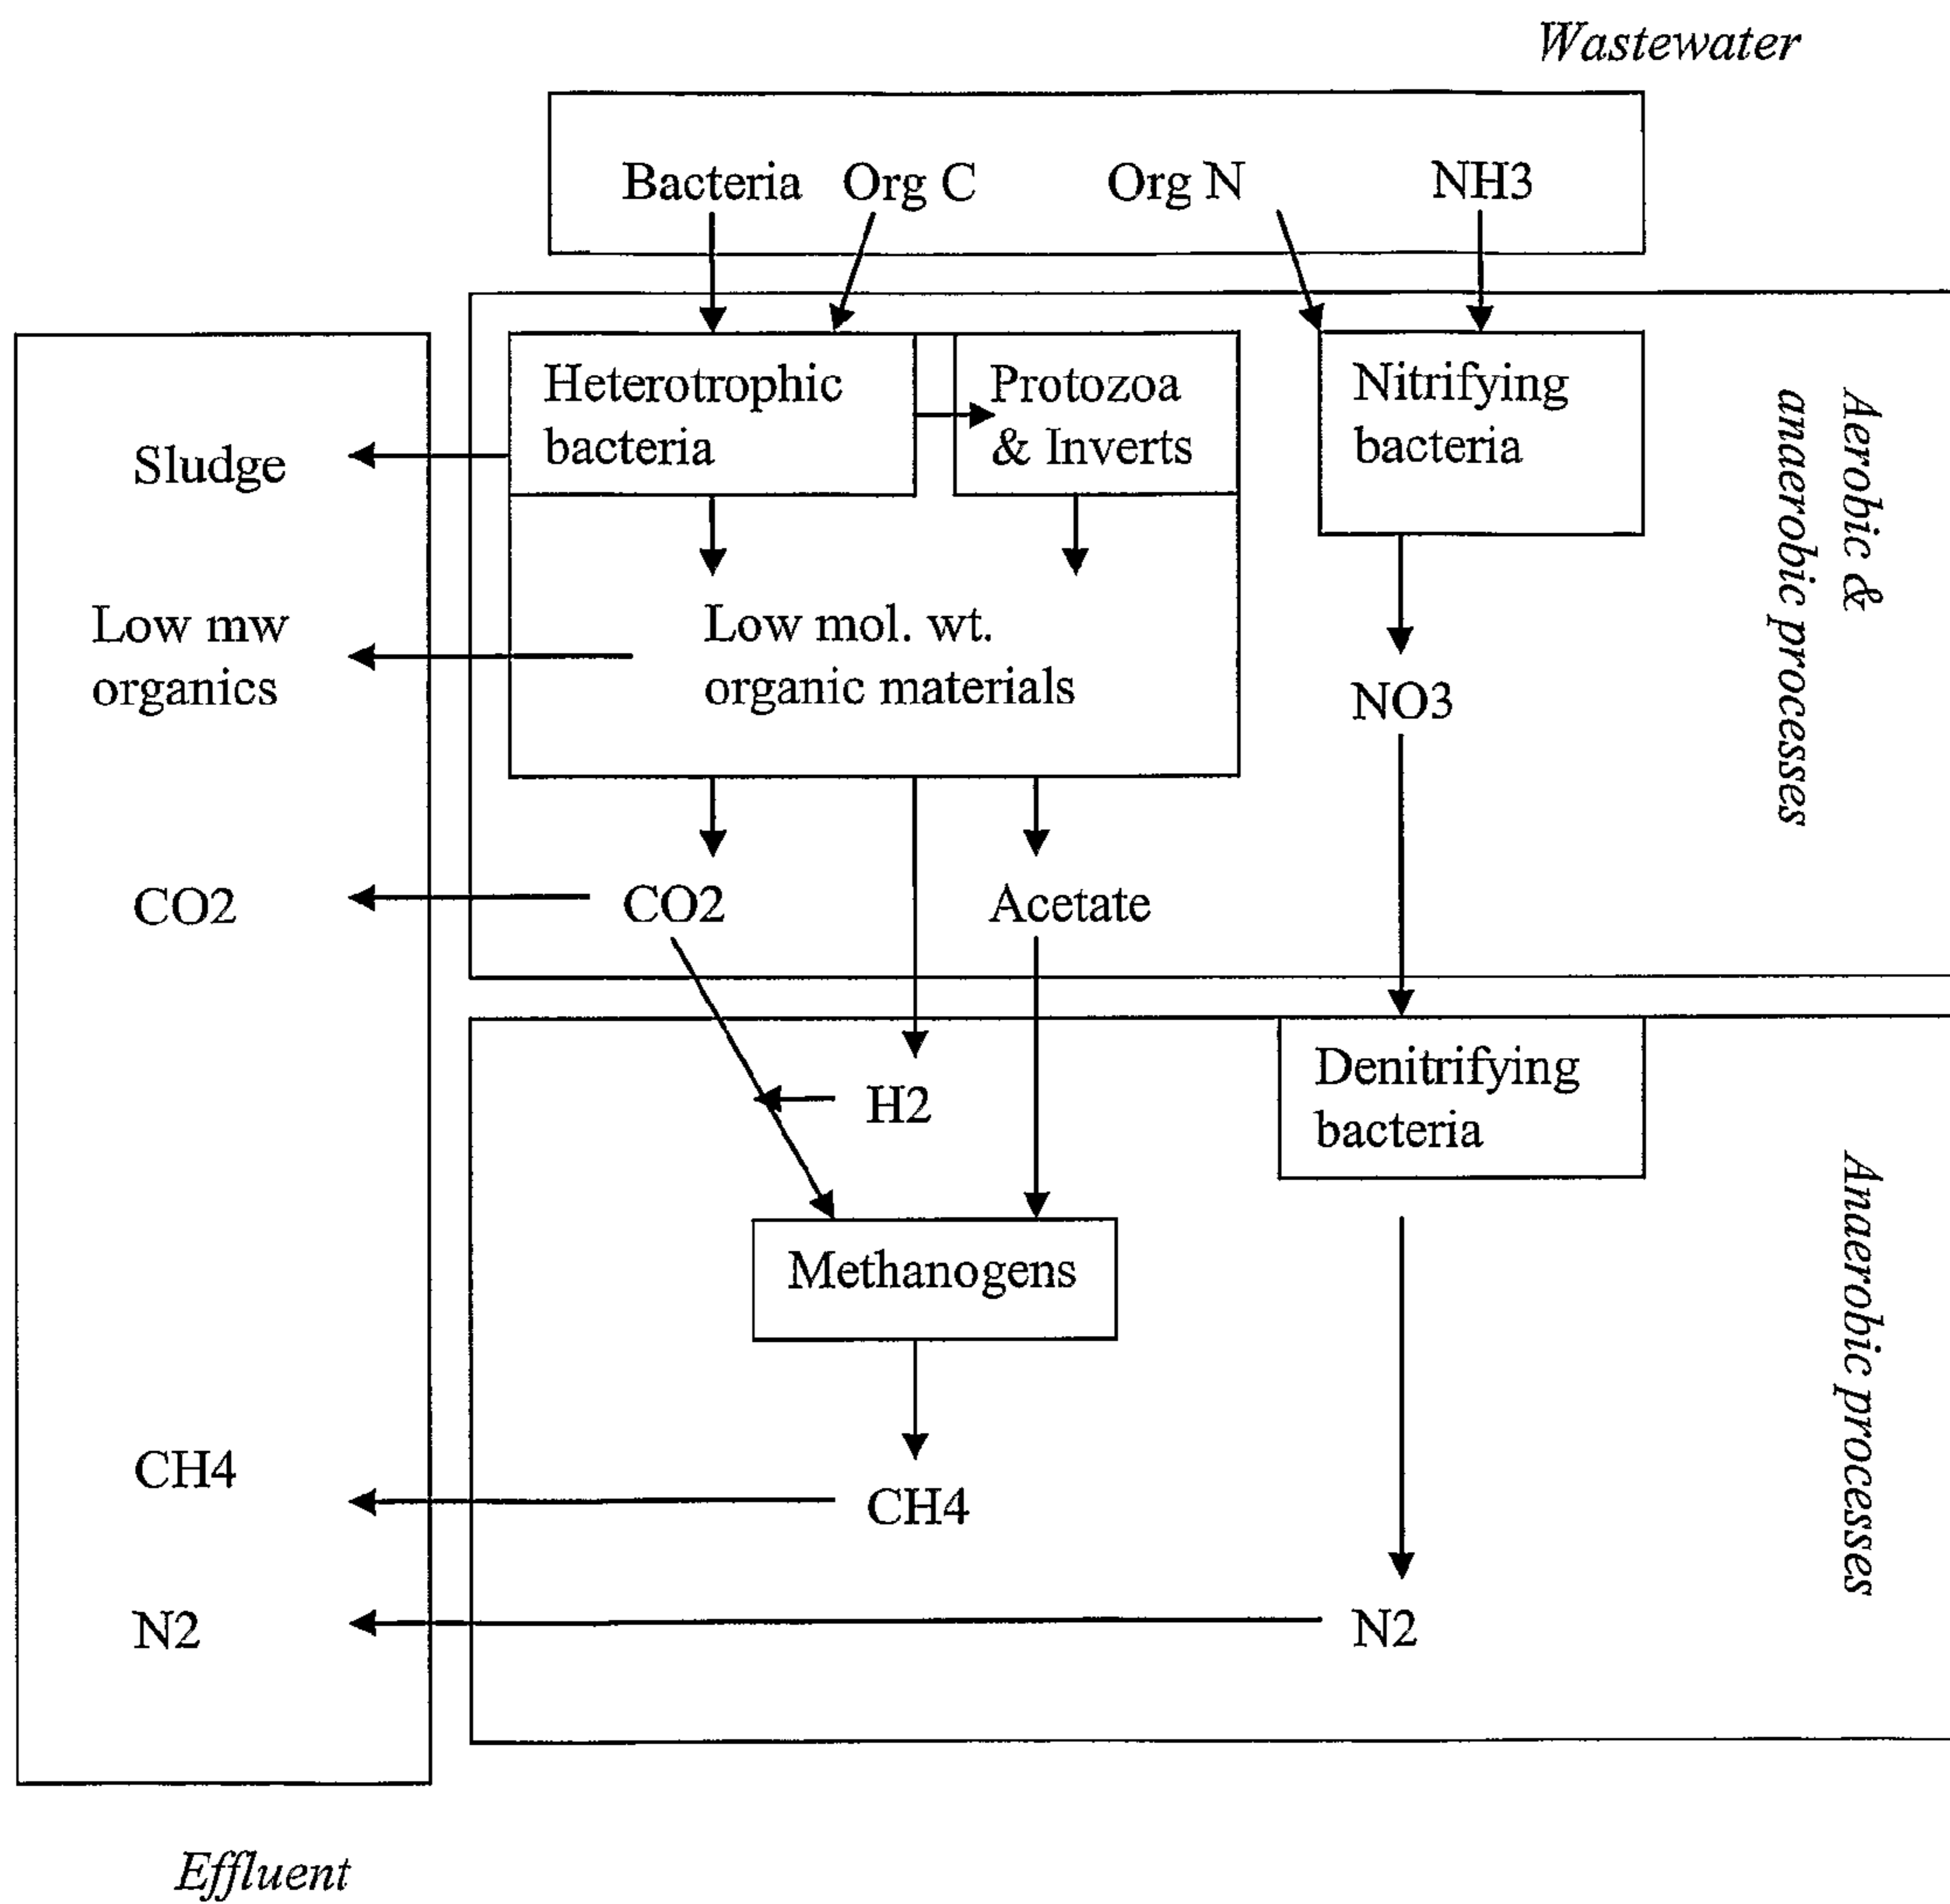 Wastewater
Bacteria Org C Org N NH3
Heterotrophic
bacteria
Protozoa
& Inverts
Nitrifying
bacteria
Aerobic &
anaerobic processes
Sludge
Low mw
organics
Low mol. wt.
organic materials
NO3
CO2
CO2
Acetate
H2
Denitrifying
bacteria
Anaerobic processes
Methanogens
CH4
CH4
N2
N2
Effluent